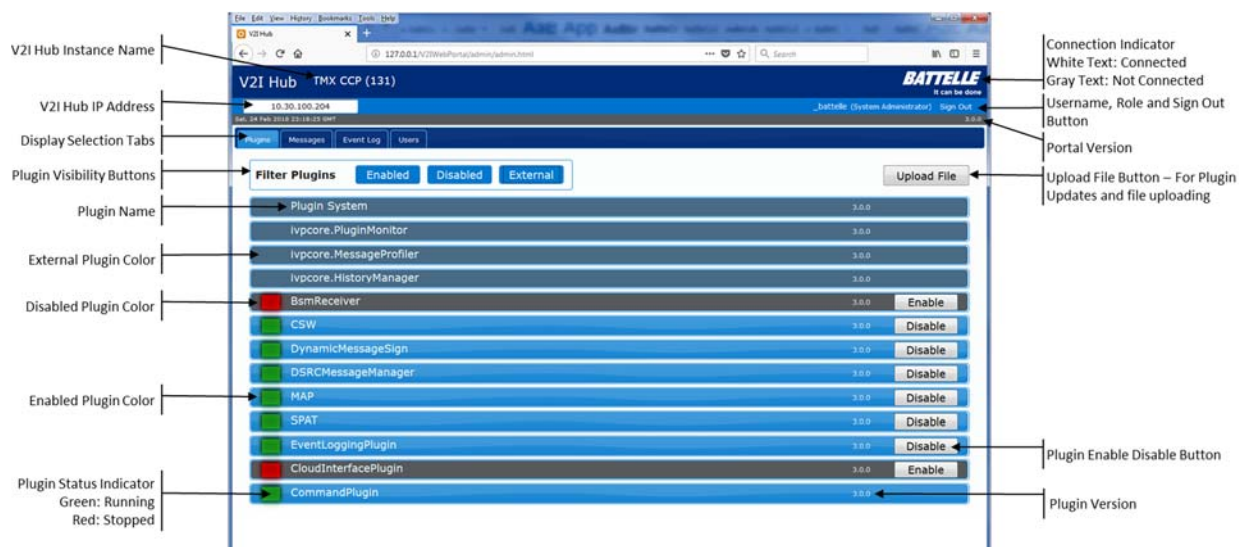 File Edit View History Bookmarks Tools Help
V2I Hub
127.0.0.1/V2IWebPortal/admin/admin.html
Search
V2I Hub Instance Name
V2I Hub TMX CCP (131)
BATTELLE
It can be done
Connection Indicator
White Text: Connected
Gray Text: Not Connected
V2I Hub IP Address
10.30.100.204
_battelle (System Administrator) Sign Out
Username, Role and Sign Out
Button
Sat, 24 Feb 2018 23:18:25 GMT
3.0.0
Portal Version
Display Selection Tabs
Plugins Messages Event Log Users
Plugin Visibility Buttons
Filter Plugins Enabled Disabled External
Upload File
Upload File Button – For Plugin
Updates and file uploading
Plugin Name
Plugin System 3.0.0
ivpcore.PluginMonitor 3.0.0
External Plugin Color
ivpcore.MessageProfiler 3.0.0
ivpcore.HistoryManager 3.0.0
Disabled Plugin Color
BsmReceiver 3.0.0 Enable
CSW 3.0.0 Disable
DynamicMessageSign 3.0.0 Disable
DSRCMessageManager 3.0.0 Disable
Enabled Plugin Color
MAP 3.0.0 Disable
SPAT 3.0.0 Disable
EventLoggingPlugin 3.0.0 Disable
Plugin Enable Disable Button
CloudInterfacePlugin 3.0.0 Enable
Plugin Status Indicator
Green: Running
Red: Stopped
CommandPlugin 3.0.0
Plugin Version